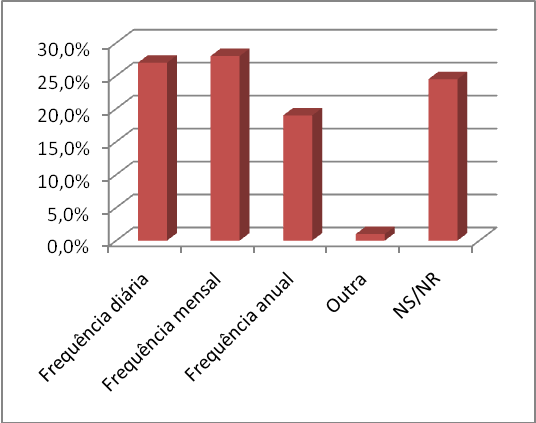 30,0%
25,0%
20,0%
15,0%
10,0%
5,0%
0,0%
Frequência diária
Frequência mensal
Frequência anual
Outra
NS/NR